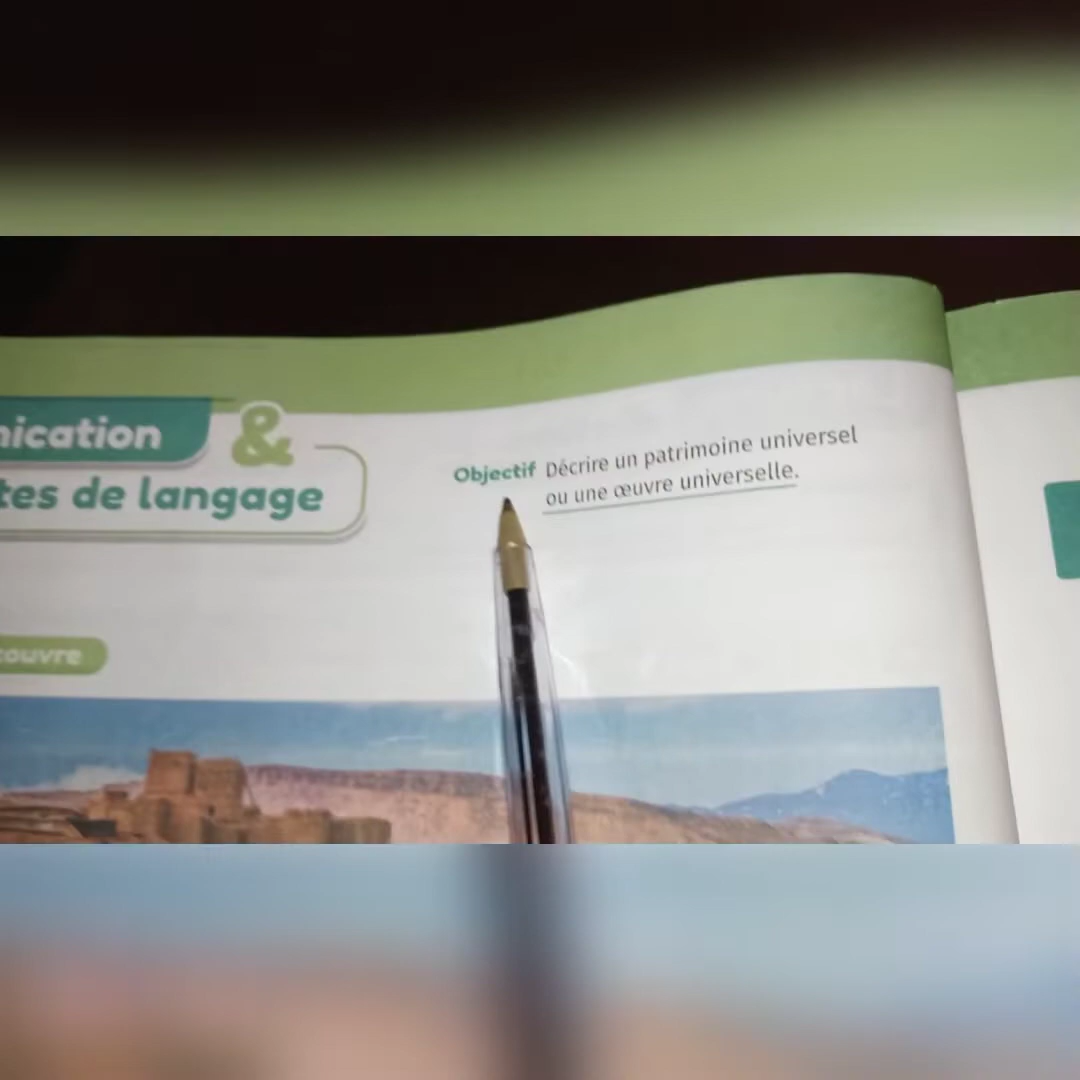 nication &
tes de langage
Objectif Décrire un patrimoine universel
ou une œuvre universelle.
couvre